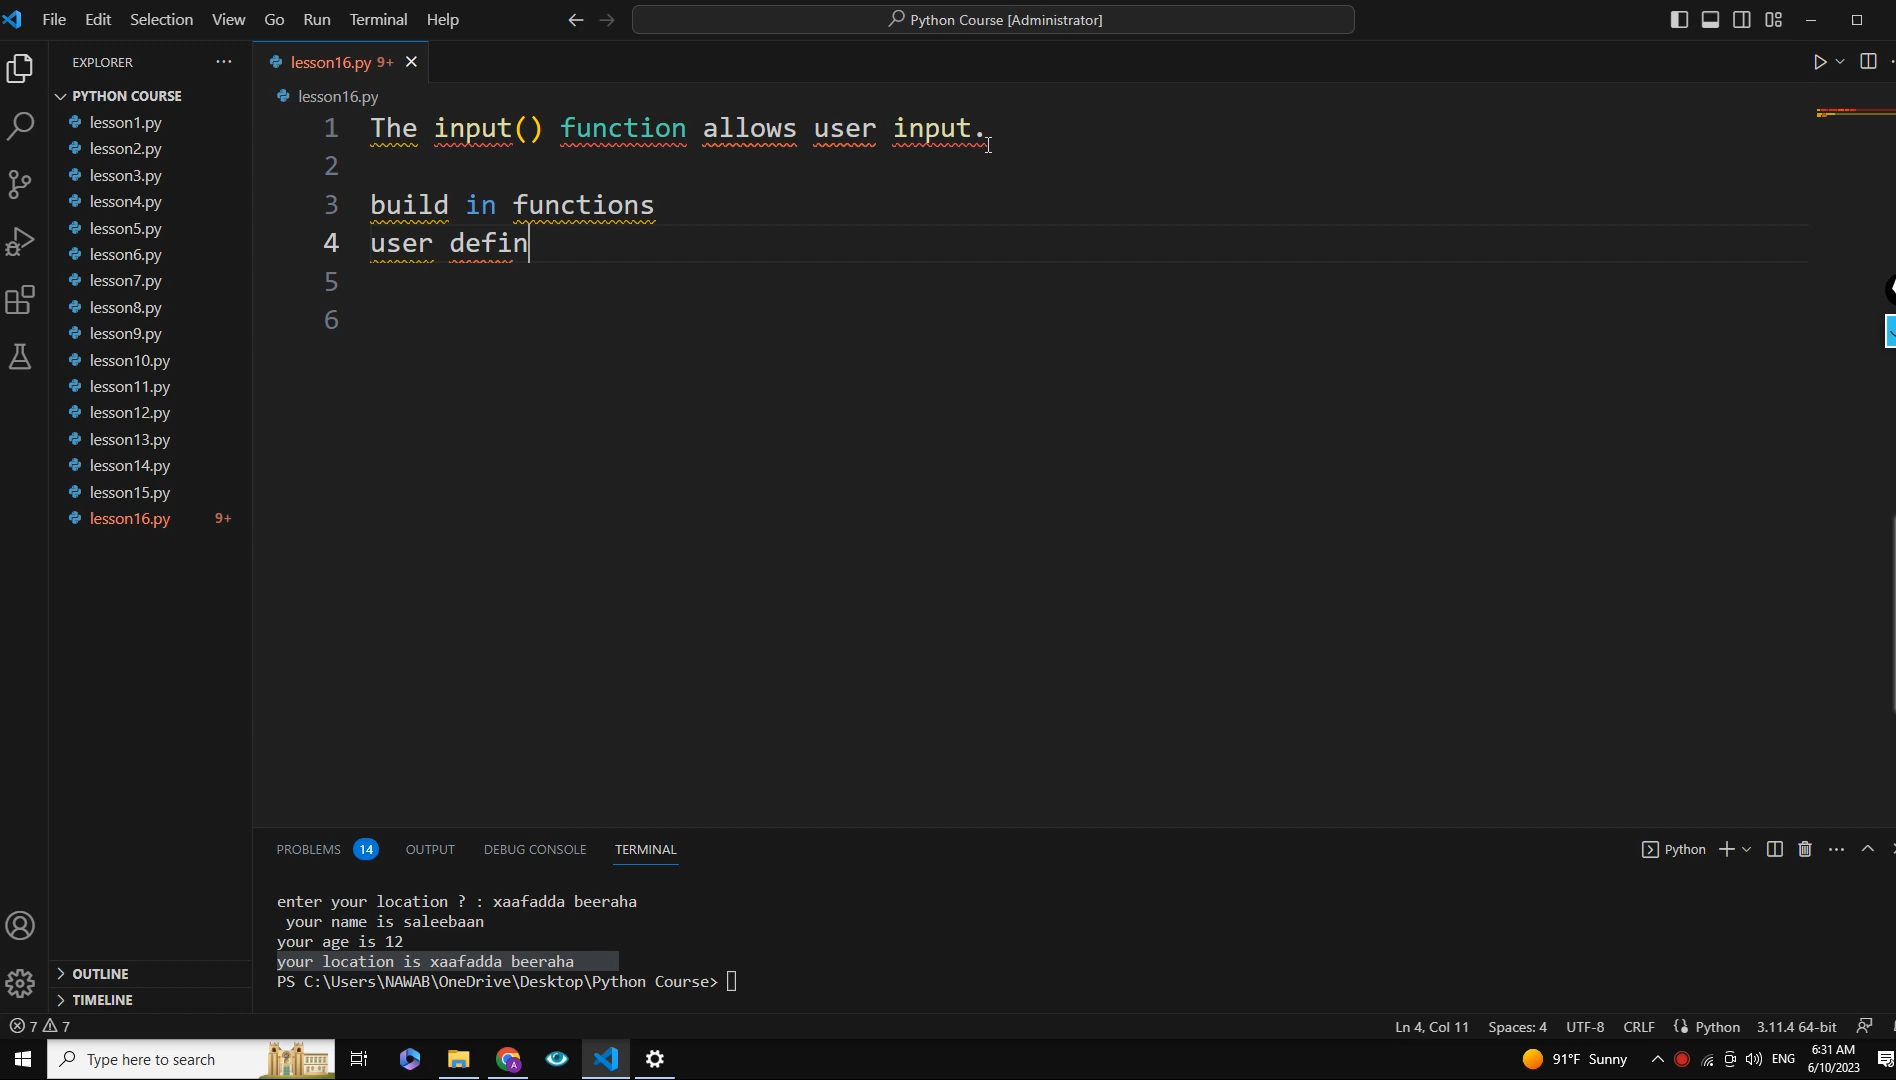 File Edit Selection View Go Run Terminal Help
Python Course [Administrator]
EXPLORER
PYTHON COURSE
lesson1.py
lesson2.py
lesson3.py
lesson4.py
lesson5.py
lesson6.py
lesson7.py
lesson8.py
lesson9.py
lesson10.py
lesson11.py
lesson12.py
lesson13.py
lesson14.py
lesson15.py
lesson16.py 9+
OUTLINE
TIMELINE
lesson16.py 9+
lesson16.py
1 The input() function allows user input.
2
3 build in functions
4 user defin
5
6
PROBLEMS 14 OUTPUT DEBUG CONSOLE TERMINAL
Python
enter your location ? : xaafadda beeraha
your name is saleebaan
your age is 12
your location is xaafadda beeraha
PS C:\Users\NAWAB\OneDrive\Desktop\Python Course>
7 7
Ln 4, Col 11 Spaces: 4 UTF-8 CRLF Python 3.11.4 64-bit
Type here to search
91°F Sunny
ENG
6:31 AM
6/10/2023